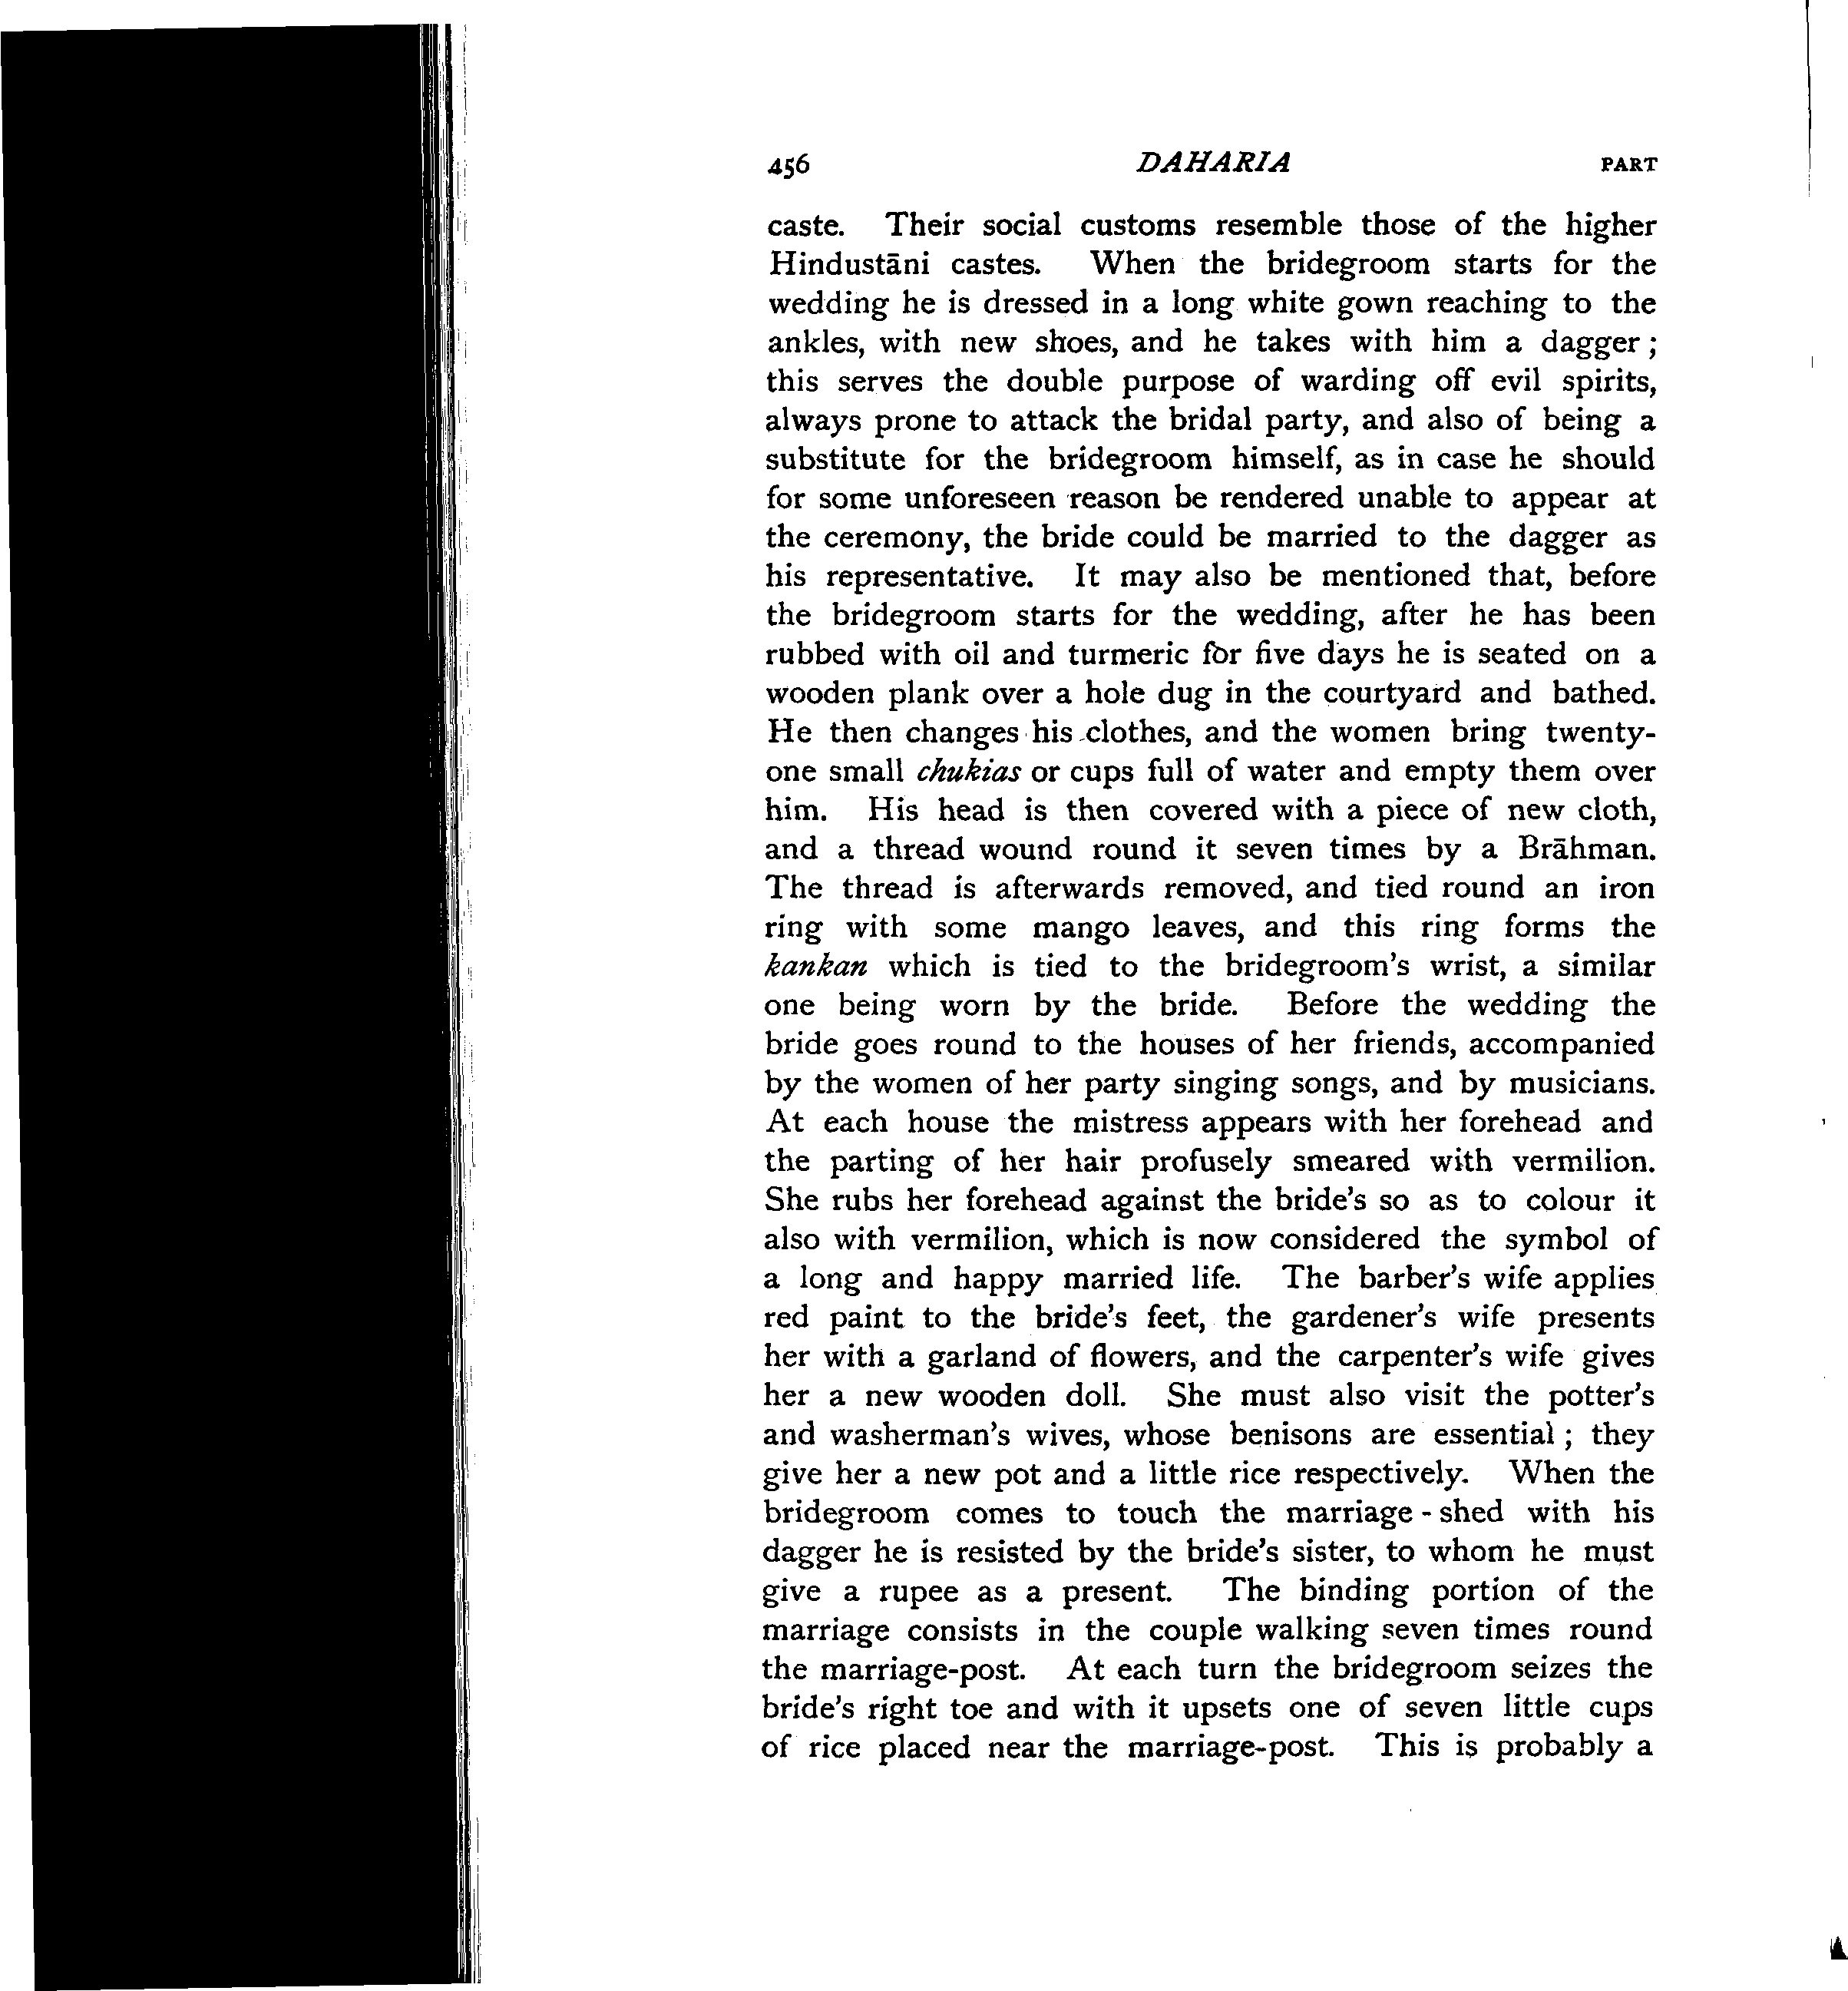 456 DAHARIA PART
caste. Their social customs resemble those of the higher
Hindustāni castes. When the bridegroom starts for the
wedding he is dressed in a long white gown reaching to the
ankles, with new shoes, and he takes with him a dagger ;
this serves the double purpose of warding off evil spirits,
always prone to attack the bridal party, and also of being a
substitute for the bridegroom himself, as in case he should
for some unforeseen reason be rendered unable to appear at
the ceremony, the bride could be married to the dagger as
his representative. It may also be mentioned that, before
the bridegroom starts for the wedding, after he has been
rubbed with oil and turmeric for five days he is seated on a
wooden plank over a hole dug in the courtyard and bathed.
He then changes his clothes, and the women bring twenty-
one small chukias or cups full of water and empty them over
him. His head is then covered with a piece of new cloth,
and a thread wound round it seven times by a Brāhman.
The thread is afterwards removed, and tied round an iron
ring with some mango leaves, and this ring forms the
kankan which is tied to the bridegroom's wrist, a similar
one being worn by the bride. Before the wedding the
bride goes round to the houses of her friends, accompanied
by the women of her party singing songs, and by musicians.
At each house the mistress appears with her forehead and
the parting of her hair profusely smeared with vermilion.
She rubs her forehead against the bride's so as to colour it
also with vermilion, which is now considered the symbol of
a long and happy married life. The barber's wife applies
red paint to the bride's feet, the gardener's wife presents
her with a garland of flowers, and the carpenter's wife gives
her a new wooden doll. She must also visit the potter's
and washerman's wives, whose benisons are essential ; they
give her a new pot and a little rice respectively. When the
bridegroom comes to touch the marriage - shed with his
dagger he is resisted by the bride's sister, to whom he must
give a rupee as a present. The binding portion of the
marriage consists in the couple walking seven times round
the marriage-post. At each turn the bridegroom seizes the
bride's right toe and with it upsets one of seven little cups
of rice placed near the marriage-post. This is probably a